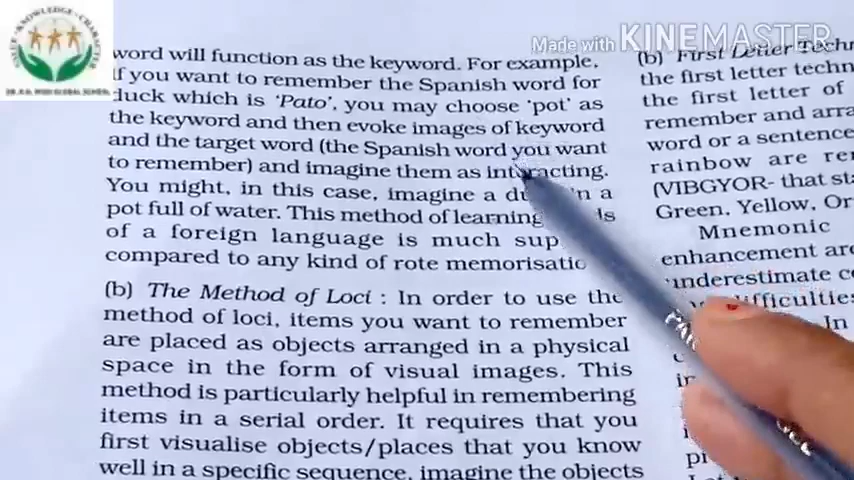 VALUE KNOWLEDGE CHARACTER
Made with KINEMASTER
word will function as the keyword. For example,
if you want to remember the Spanish word for
duck which is 'Pato', you may choose 'pot' as
the keyword and then evoke images of keyword
and the target word (the Spanish word you want
to remember) and imagine them as interacting.
You might, in this case, imagine a in a
pot full of water. This method of learning
of a foreign language is much
compared to any kind of rote memorisatio
(b) The Method of Loci : In order to use the
method of loci, items you want to remember
are placed as objects arranged in a physical
space in the form of visual images. This
method is particularly helpful in remembering
items in a serial order. It requires that you
first visualise objects/places that you know
well in a specific sequence, imagine the objects
(b) First Letter Techn
the first letter techn
the first letter of
remember and arra
word or a sentence
rainbow are re
(VIBGYOR- that sta
Green, Yellow, Or
Mnemonic
enhancement are
underestimate co
difficulties
In